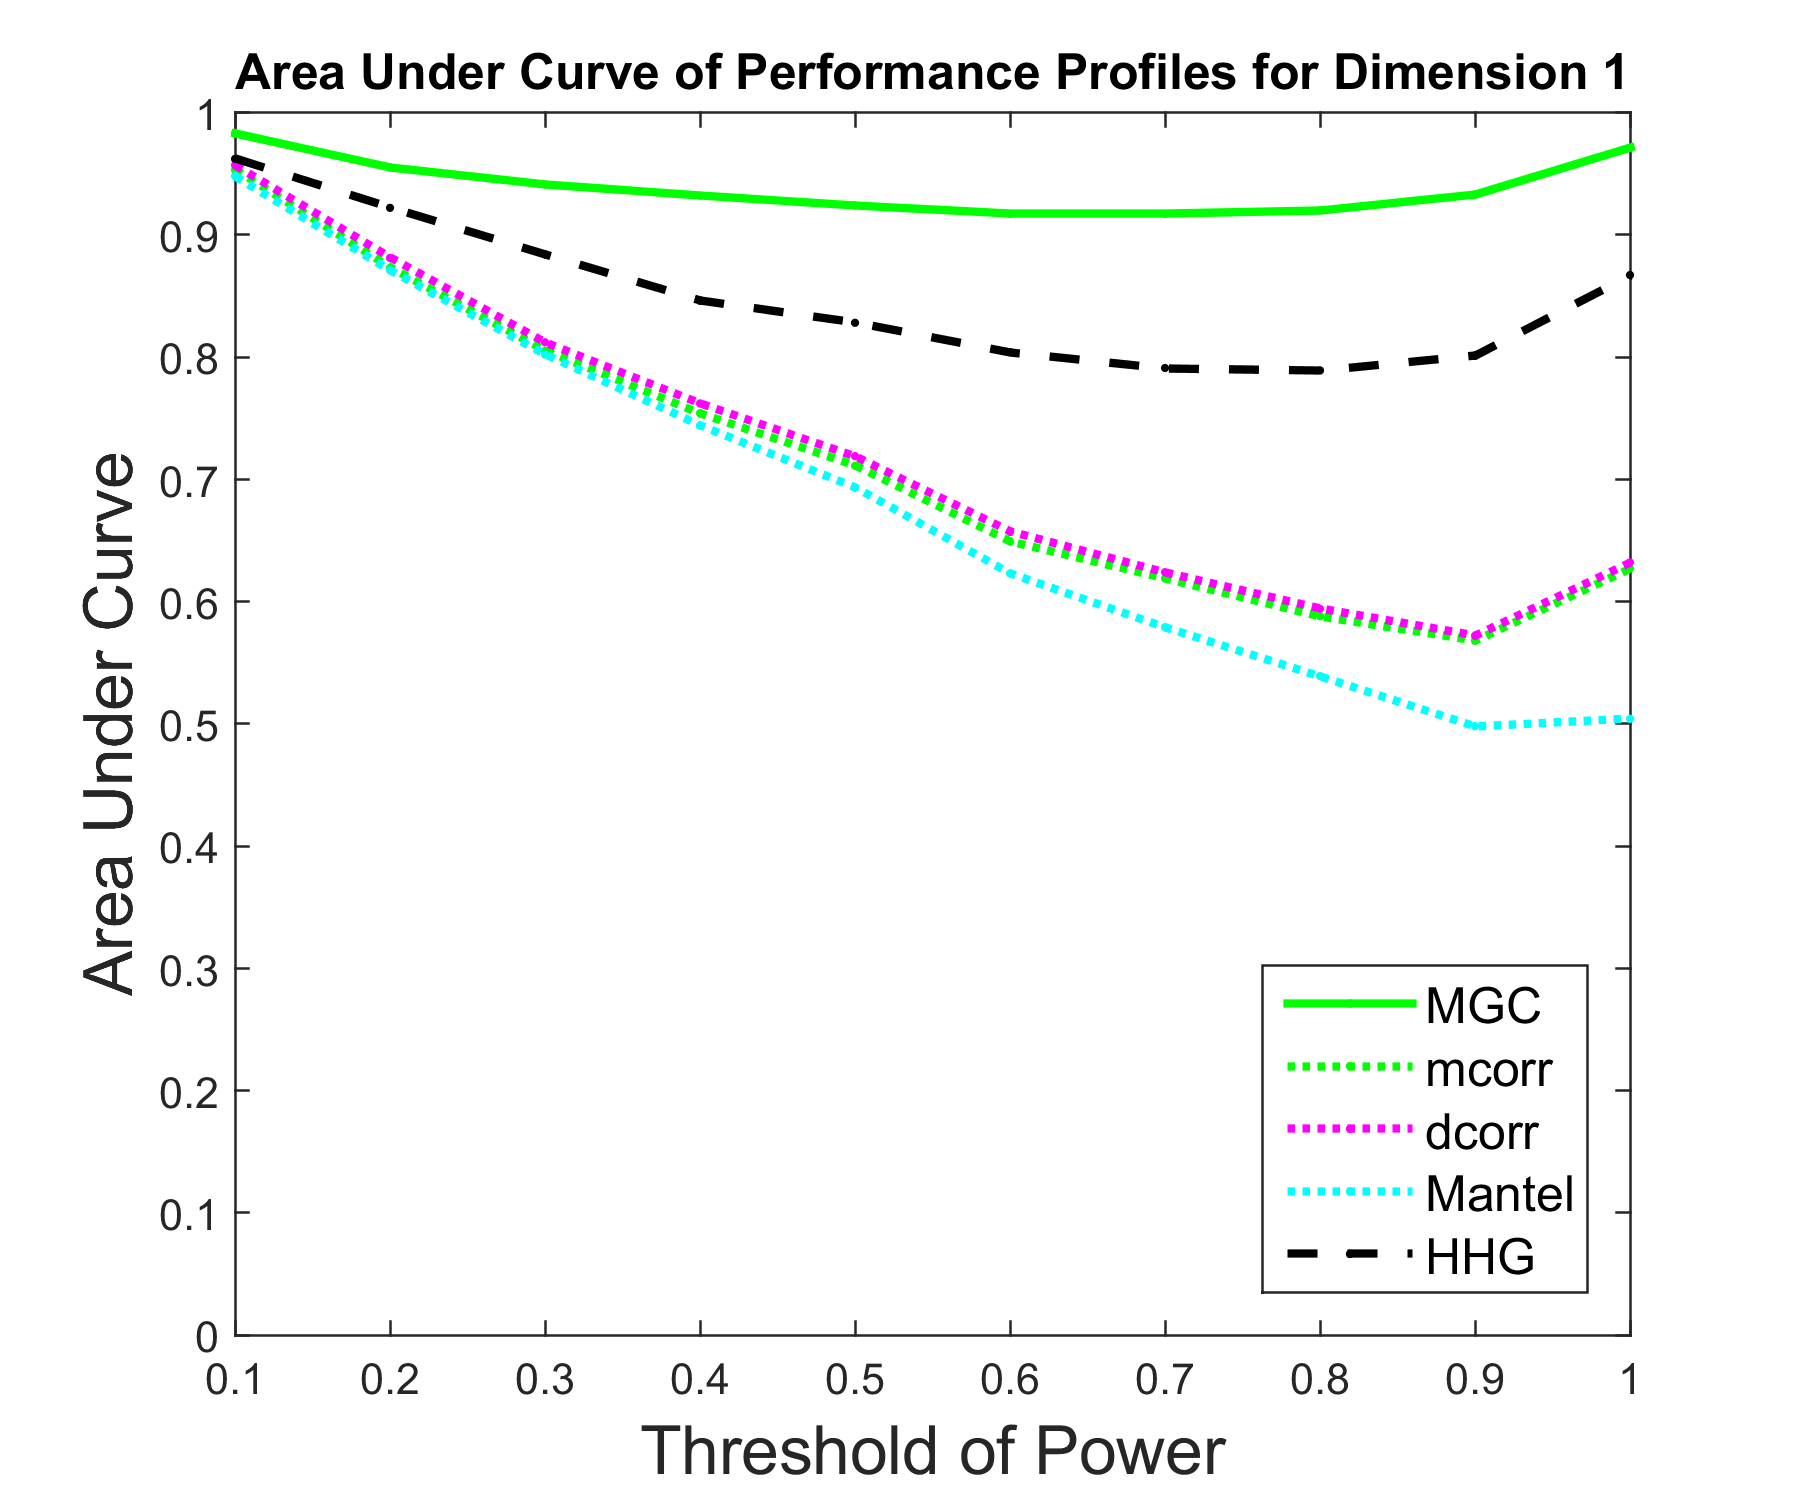 Area Under Curve of Performance Profiles for Dimension 1
1
0.9
0.8
0.7
0.6
0.5
0.4
0.3
0.2
0.1
0
Area Under Curve
MGC
mcorr
dcorr
Mantel
HHG
0.1 0.2 0.3 0.4 0.5 0.6 0.7 0.8 0.9 1
Threshold of Power